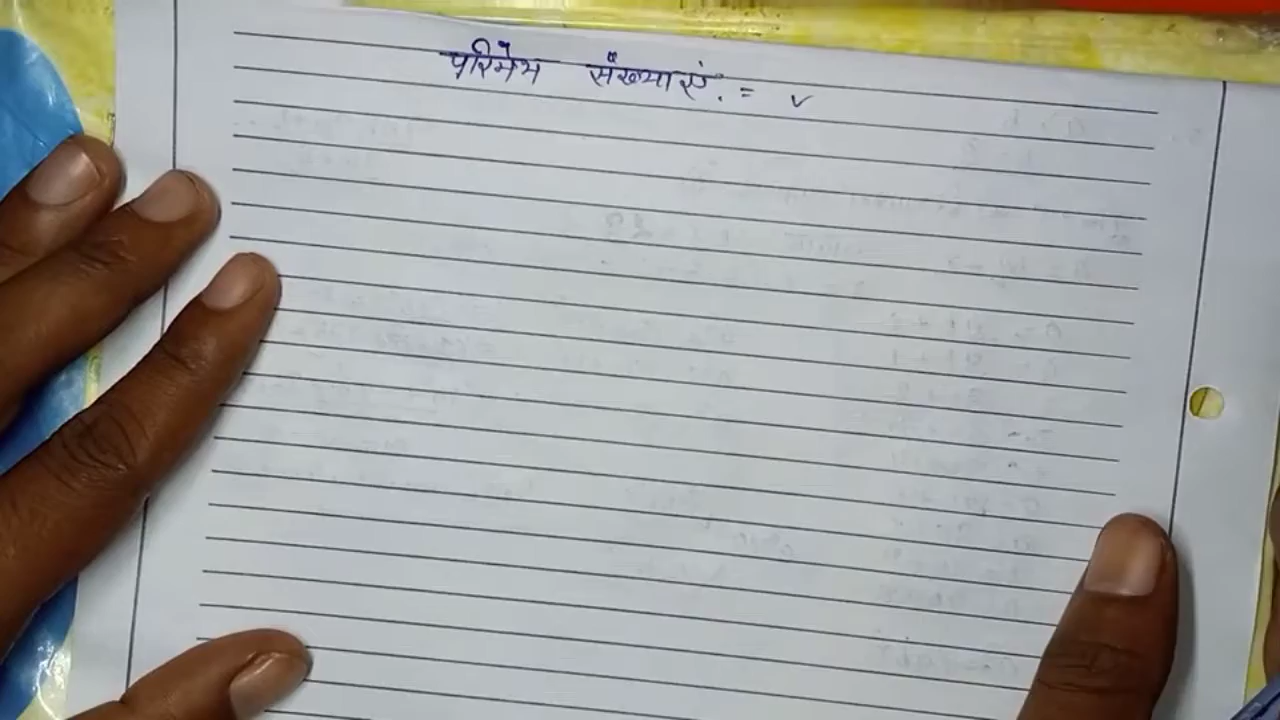 परिमेय संख्याएं. = ✓